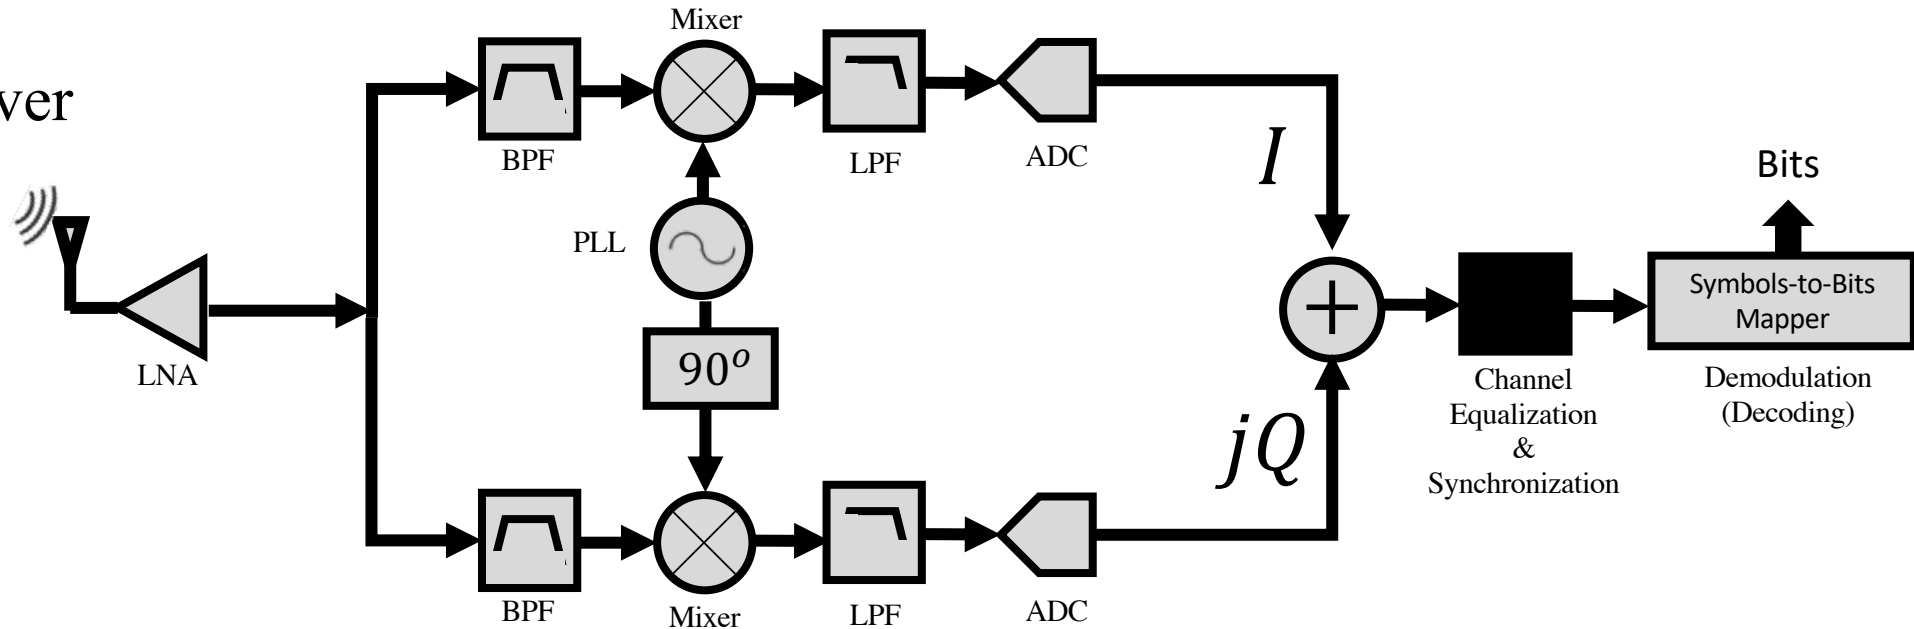 Mixer
BPF
LPF
ADC
I
PLL
90°
LNA
BPF
Mixer
LPF
ADC
jQ
+
Channel
Equalization
&
Synchronization
Bits
Symbols-to-Bits
Mapper
Demodulation
(Decoding)